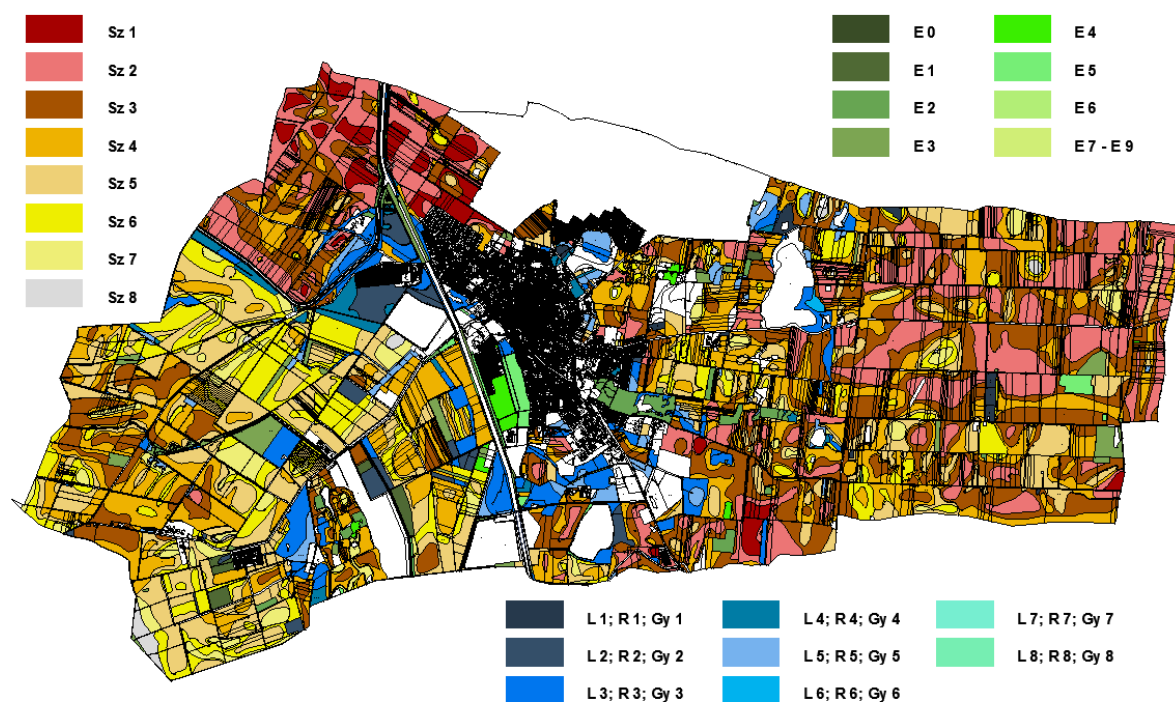 Sz 1
Sz 2
Sz 3
Sz 4
Sz 5
Sz 6
Sz 7
Sz 8
E 0
E 1
E 2
E 3
E 4
E 5
E 6
E 7 - E 9
L 1; R 1; Gy 1
L 2; R 2; Gy 2
L 3; R 3; Gy 3
L 4; R 4; Gy 4
L 5; R 5; Gy 5
L 6; R 6; Gy 6
L 7; R 7; Gy 7
L 8; R 8; Gy 8